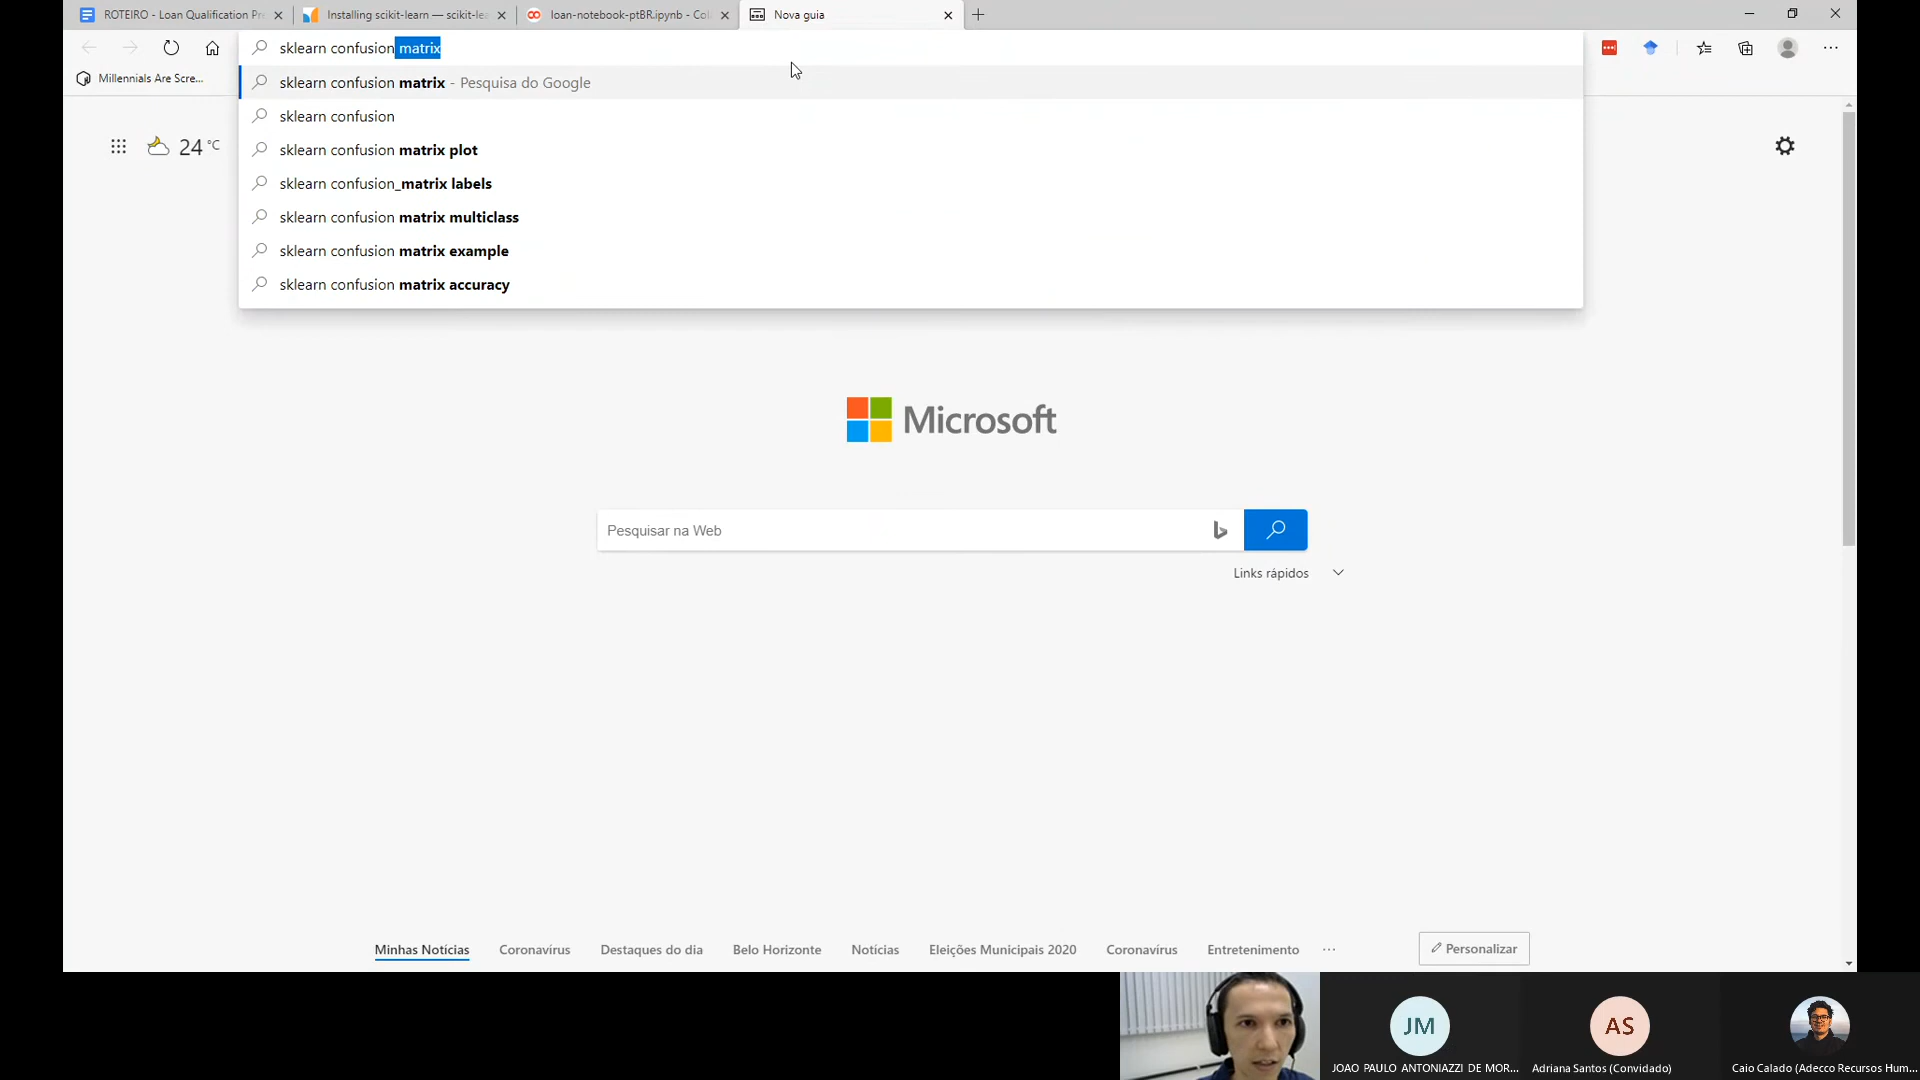 ROTEIRO - Loan Qualification Pr
Installing scikit-learn — scikit-le
loan-notebook-ptBR.ipynb - Col
Nova guia
sklearn confusion matrix
Millennials Are Scre...
sklearn confusion matrix - Pesquisa do Google
sklearn confusion
sklearn confusion matrix plot
sklearn confusion_matrix labels
sklearn confusion matrix multiclass
sklearn confusion matrix example
sklearn confusion matrix accuracy
24 °C
Microsoft
Pesquisar na Web
Links rápidos
Minhas Notícias Coronavírus Destaques do dia Belo Horizonte Notícias Eleições Municipais 2020 Coronavírus Entretenimento ... Personalizar
JM
AS
JOAO PAULO ANTONIAZZI DE MOR...
Adriana Santos (Convidado)
Caio Calado (Adecco Recursos Hum...